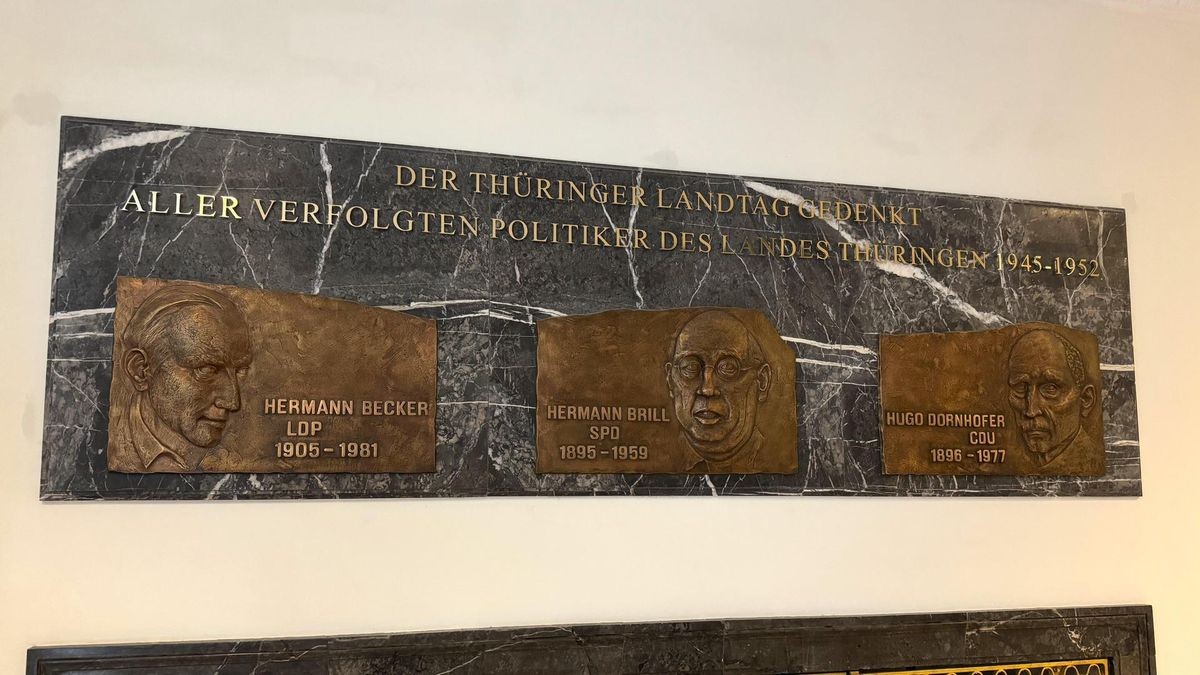 DER THÜRINGER LANDTAG GEDENKT
ALLER VERFOLGTEN POLITIKER DES LANDES THÜRINGEN 1945-1952
HERMANN BECKER
LDP
1905-1981
HERMANN BRILL
SPD
1895-1959
HUGO DORNHOFER
CDU
1896-1977